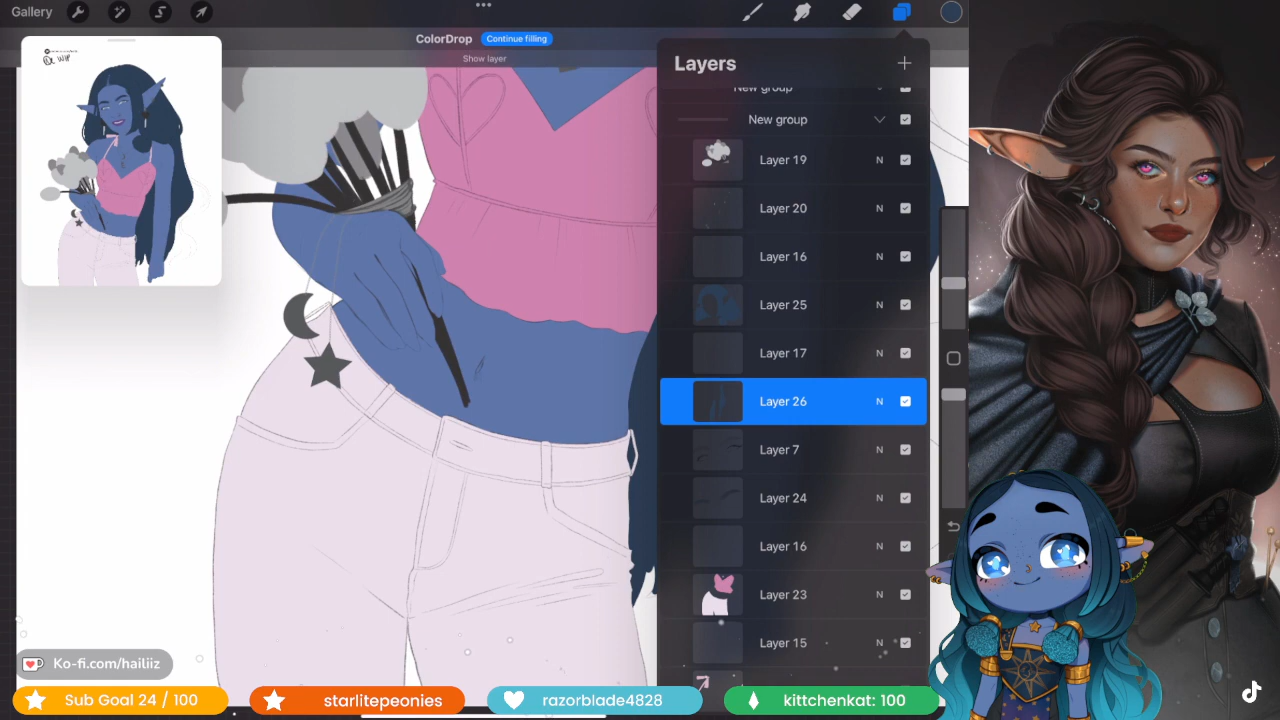 Gallery
ColorDrop Continue filling
Show layer
Layers
New group
New group
Layer 19 N
Layer 20 N
Layer 16 N
Layer 25 N
Layer 17 N
Layer 26 N
Layer 7 N
Layer 24 N
Layer 16 N
Layer 23 N
Layer 15 N
WIP
Ko-fi.com/hailiiz
Sub Goal 24 / 100
starlitepeonies
razorblade4828
kittchenkat: 100